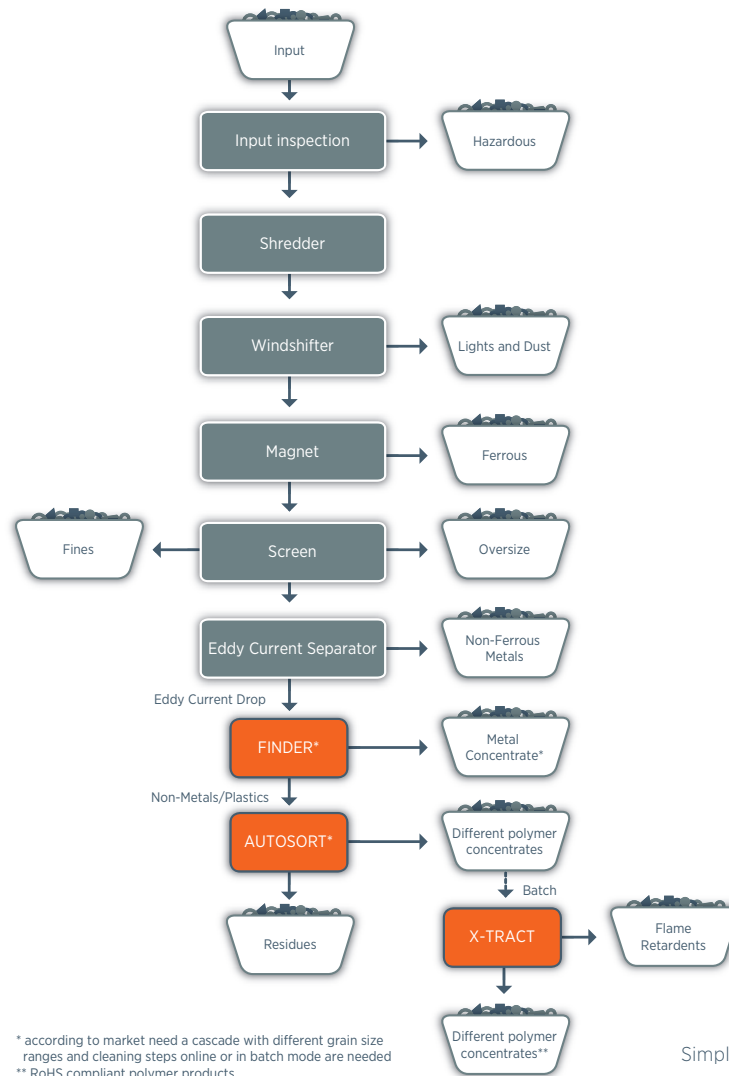 Input
Input inspection
Hazardous
Shredder
Windshifter
Lights and Dust
Magnet
Ferrous
Fines
Screen
Oversize
Eddy Current Separator
Non-Ferrous
Metals
Eddy Current Drop
FINDER*
Metal
Concentrate*
Non-Metals/Plastics
AUTOSORT*
Different polymer
concentrates
Batch
Residues
X-TRACT
Flame
Retardents
Different polymer
concentrates**
* according to market need a cascade with different grain size
ranges and cleaning steps online or in batch mode are needed
** RoHS compliant polymer products
Simpl